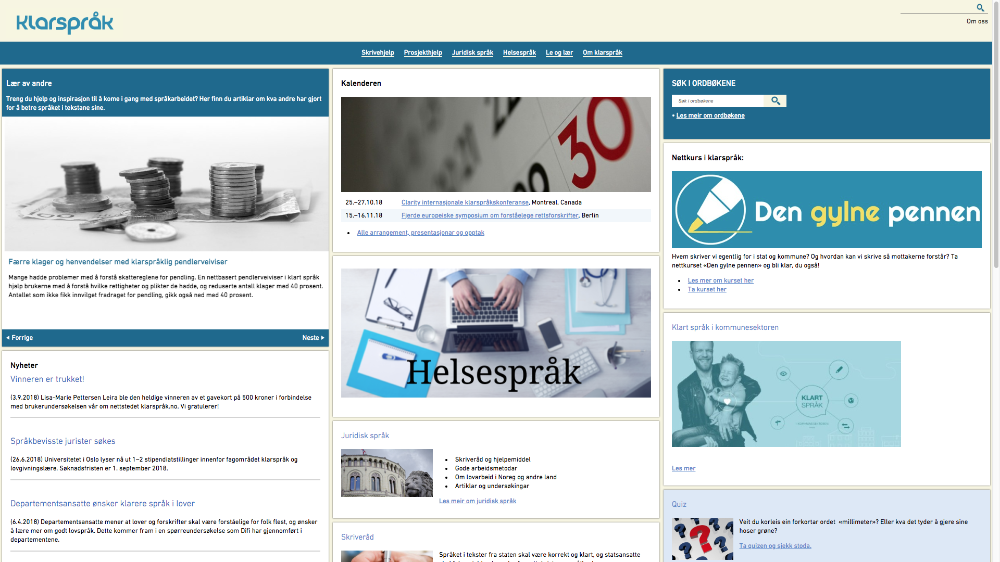 Klarspråk
Om oss
Skrivehjelp Prosjekthjelp Juridisk språk Helsespråk Le og lær Om klarspråk
Lær av andre
Treng du hjelp og inspirasjon til å kome i gang med språkarbeidet? Her finn du artiklar om kva andre har gjort
for å betre språket i tekstane sine.
100
Færre klager og henvendelser med klarspråklig pendlerveiviser
Mange hadde problemer med å forstå skattereglene for pendling. En nettbasert pendlerveiviser i klart språk
hjalp brukerne med å forstå hvilke rettigheter og plikter de hadde, og reduserte antall klager med 40 prosent.
Antallet som ikke fikk innvilget fradraget for pendling, gikk også ned med 40 prosent.
Forrige Neste
Nyheter
Vinneren er trukket!
(3.9.2018) Lisa-Marie Pettersen Leira ble den heldige vinneren av et gavekort på 500 kroner i forbindelse
med brukerundersøkelsen vår om nettstedet klarspråk.no. Vi gratulerer!
Språkbevisste jurister søkes
(26.6.2018) Universitetet i Oslo lyser nå ut 1–2 stipendiatstillinger innenfor fagområdet klarspråk og
lovgivningslære. Søknadsfristen er 1. september 2018.
Departementsansatte ønsker klarere språk i lover
(6.4.2018) Departementsansatte mener at lover og forskrifter skal være forståelige for folk flest, og ønsker
å lære mer om godt lovspråk. Dette kommer fram i en spørreundersøkelse som Difi har gjennomført i
departementene.
Kalenderen
30
25.–27.10.18 Clarity internasjonale klarspråkskonferanse, Montreal, Canada
15.–16.11.18 Fjerde europeiske symposium om forståelege rettsforskrifter, Berlin
• Alle arrangement, presentasjonar og opptak
Helsespråk
Juridisk språk
• Skriveråd og hjelpemiddel
• Gode arbeidsmetodar
• Om lovarbeid i Noreg og andre land
• Artiklar og undersøkingar
Les meir om juridisk språk
Skriveråd
Språket i tekster fra staten skal være korrekt og klart, og statsansatte
SØK I ORDBØKENE
Søk i ordbøkene
• Les meir om ordbøkene
Nettkurs i klarspråk:
Den gylne pennen
Hvem skriver vi egentlig for i stat og kommune? Og hvordan kan vi skrive så mottakerne forstår? Ta
nettkurset «Den gylne pennen» og bli klar, du også!
• Les mer om kurset her
• Ta kurset her
Klart språk i kommunesektoren
KLART
SPRÅK
I KOMMUNESEKTOREN
Les mer
Quiz
Veit du korleis ein forkortar ordet «millimeter»? Eller kva det tyder å gjere sine
hoser grøne?
Ta quizen og sjekk stoda.